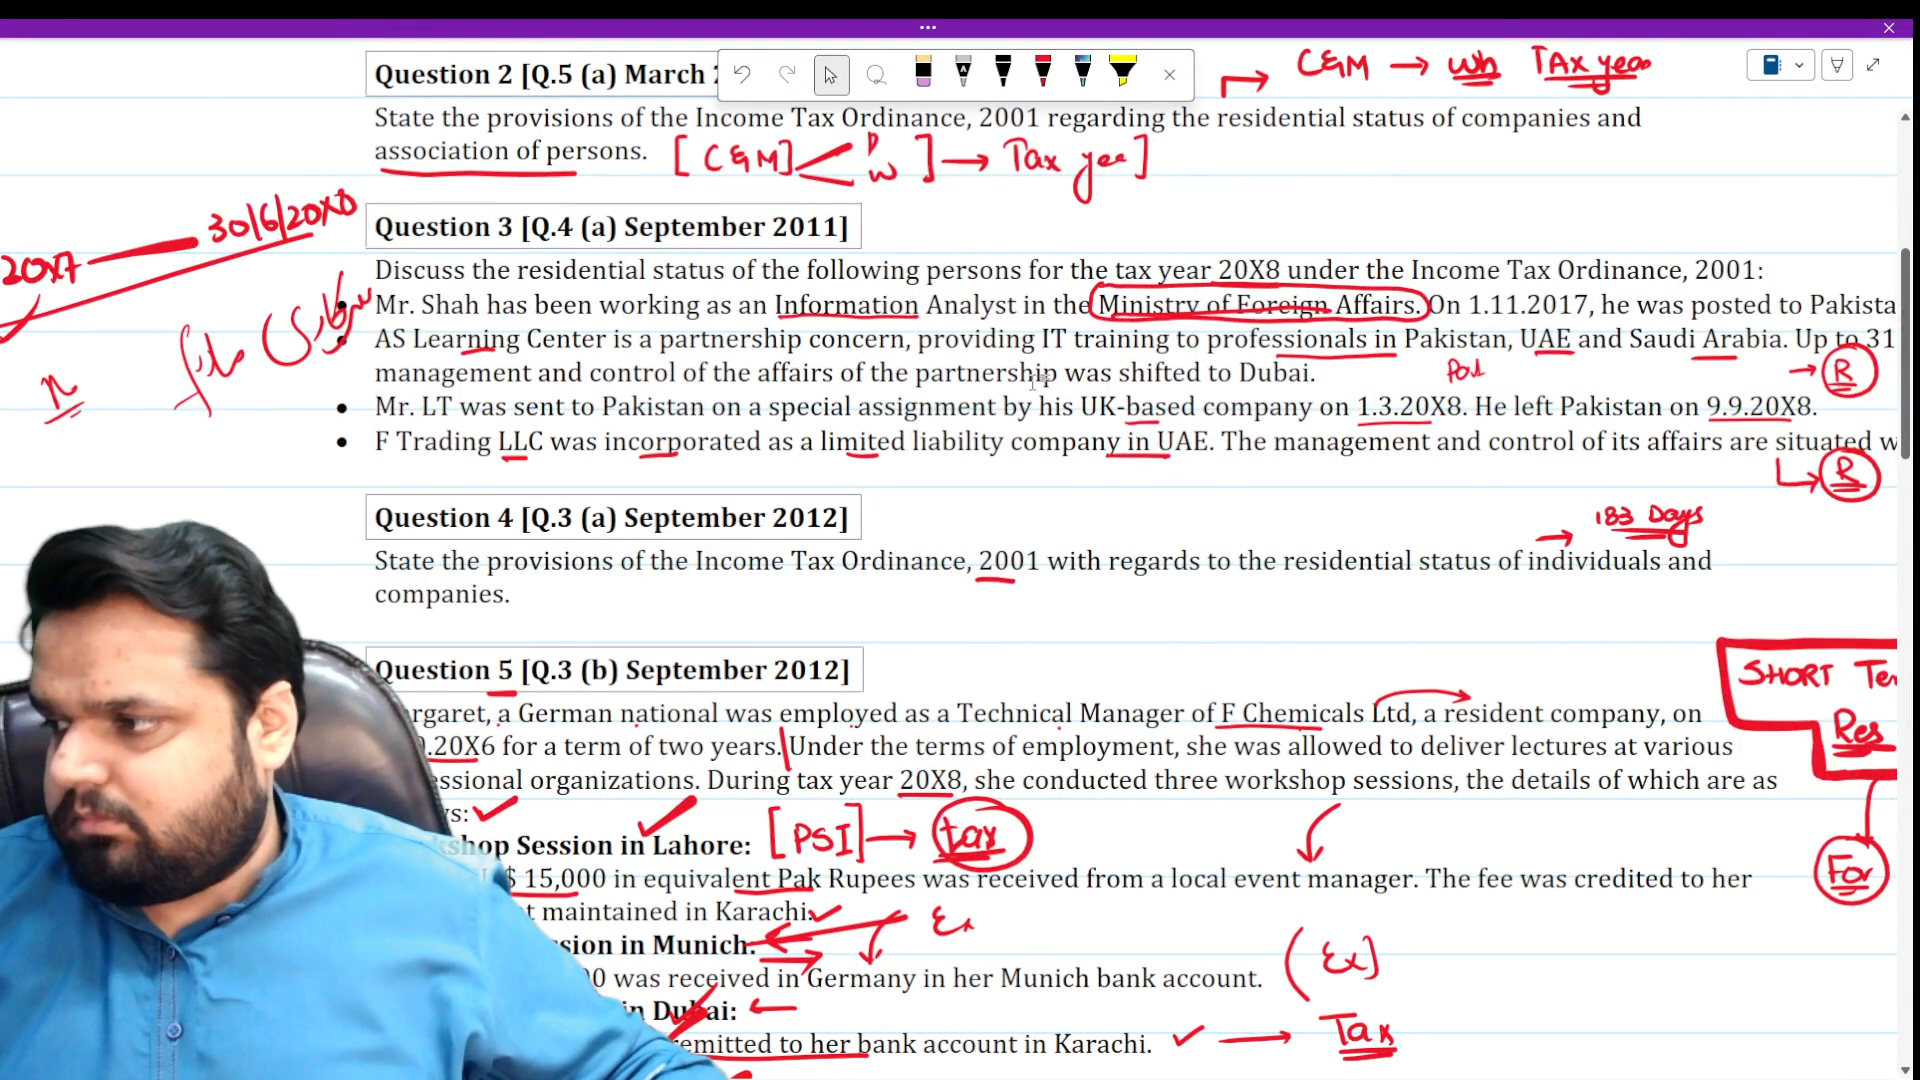 Question 2 [Q.5 (a) March 2
C&M → Wh TAx year
State the provisions of the Income Tax Ordinance, 2001 regarding the residential status of companies and
association of persons. [C&M] P W ] → Tax year]
30/6/20X8
20X7
Question 3 [Q.4 (a) September 2011]
Discuss the residential status of the following persons for the tax year 20X8 under the Income Tax Ordinance, 2001:
• Mr. Shah has been working as an Information Analyst in the Ministry of Foreign Affairs. On 1.11.2017, he was posted to Pakista
• AS Learning Center is a partnership concern, providing IT training to professionals in Pakistan, UAE and Saudi Arabia. Up to 31
management and control of the affairs of the partnership was shifted to Dubai.
→ R
• Mr. LT was sent to Pakistan on a special assignment by his UK-based company on 1.3.20X8. He left Pakistan on 9.9.20X8.
• F Trading LLC was incorporated as a limited liability company in UAE. The management and control of its affairs are situated w
R
Question 4 [Q.3 (a) September 2012]
→ 183 Days
State the provisions of the Income Tax Ordinance, 2001 with regards to the residential status of individuals and
companies.
Question 5 [Q.3 (b) September 2012]
SHORT Te
Res
rgaret, a German national was employed as a Technical Manager of F Chemicals Ltd, a resident company, on
.20X6 for a term of two years. Under the terms of employment, she was allowed to deliver lectures at various
essional organizations. During tax year 20X8, she conducted three workshop sessions, the details of which are as
s:
kshop Session in Lahore: [PSI] → tax
For
$ 15,000 in equivalent Pak Rupees was received from a local event manager. The fee was credited to her
t maintained in Karachi.
Ex
sion in Munich:
(Ex)
0 was received in Germany in her Munich bank account.
n Dubai:
emitted to her bank account in Karachi. → Tax